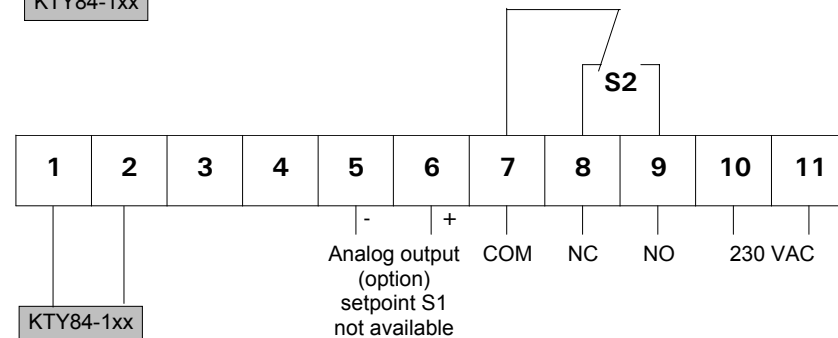 KTY84-1xx
S2
1 2 3 4 5 6 7 8 9 10 11
- +
Analog output COM NC NO 230 VAC
(option)
setpoint S1
not available
KTY84-1xx